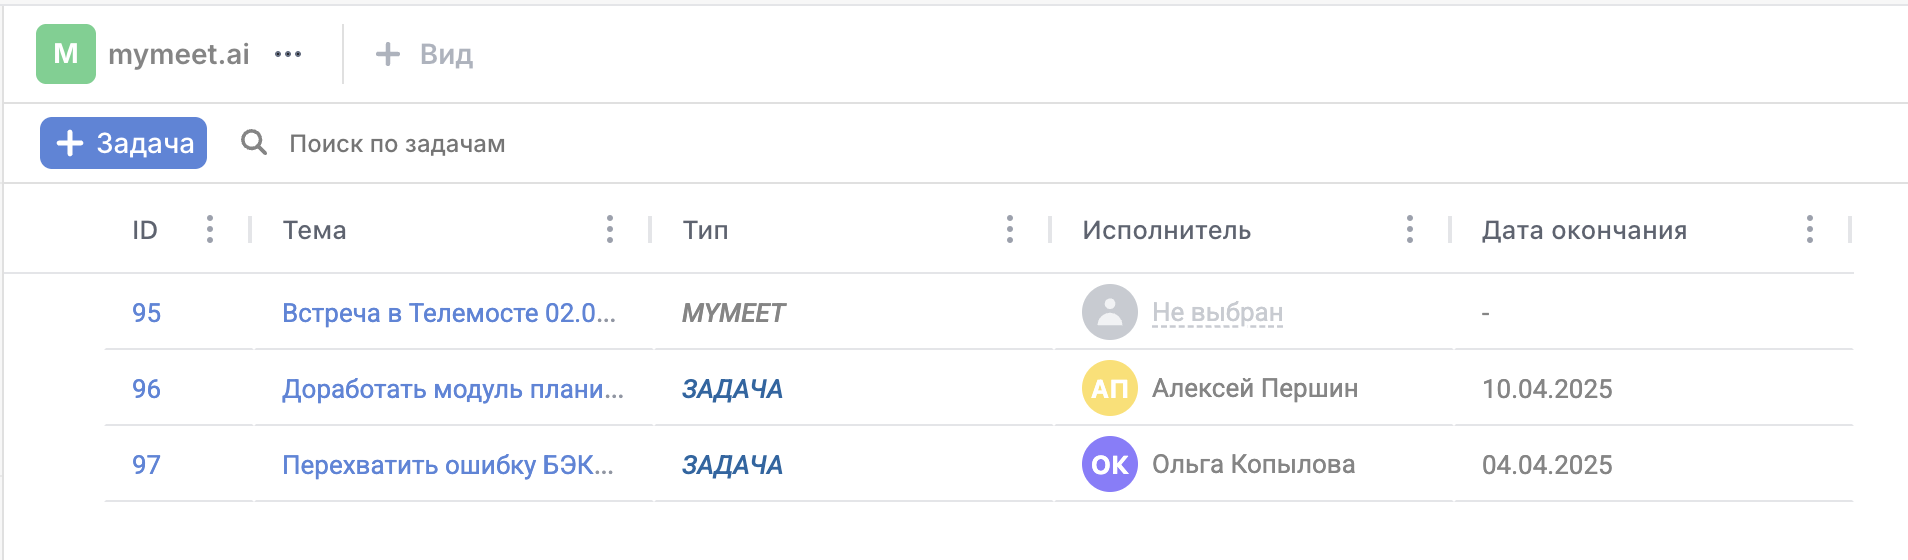 M mymeet.ai ••• + Вид
+ Задача Поиск по задачам
ID Тема Тип Исполнитель Дата окончания
95 Встреча в Телемосте 02.0... MYMEET Не выбран -
96 Доработать модуль плани... ЗАДАЧА АП Алексей Першин 10.04.2025
97 Перехватить ошибку БЭК... ЗАДАЧА ОК Ольга Копылова 04.04.2025